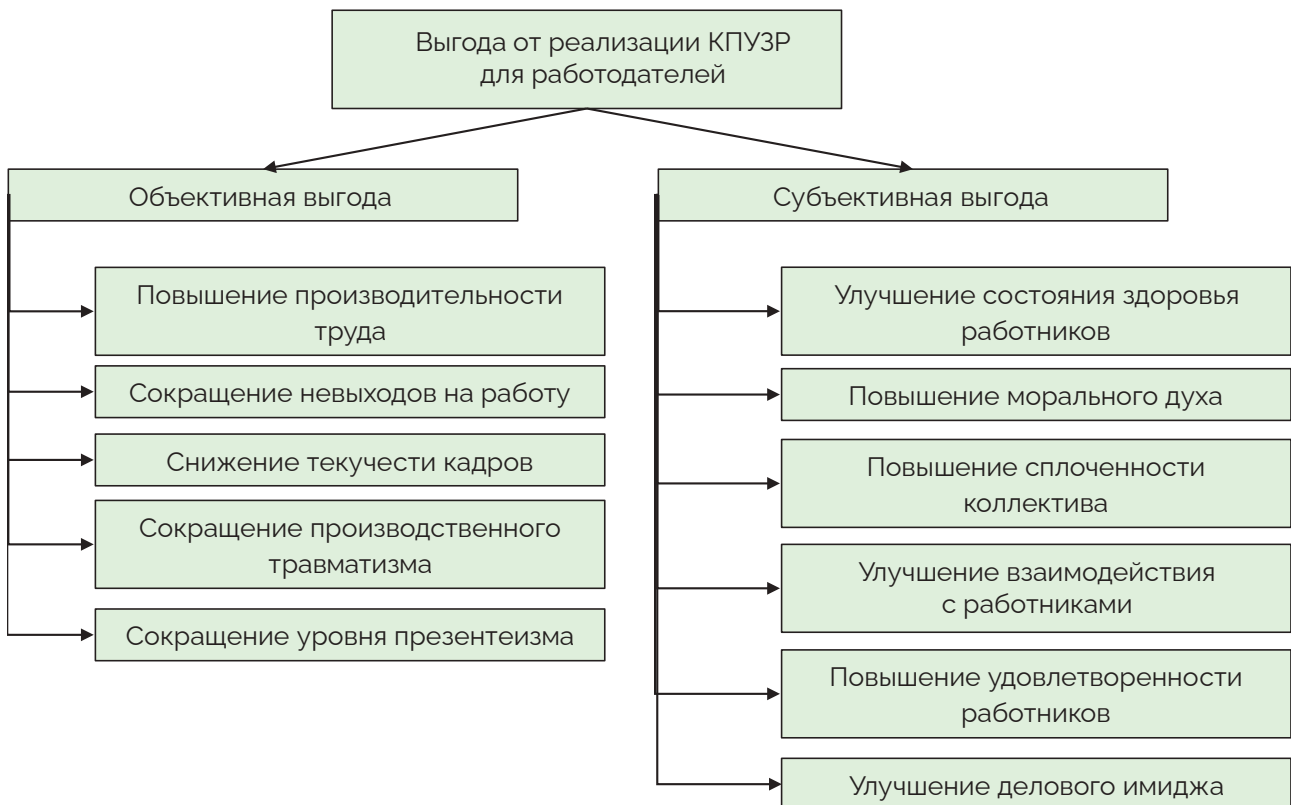 Выгода от реализации КПУЗР
для работодателей
Объективная выгода
Повышение производительности
труда
Сокращение невыходов на работу
Снижение текучести кадров
Сокращение производственного
травматизма
Сокращение уровня презентеизма
Субъективная выгода
Улучшение состояния здоровья
работников
Повышение морального духа
Повышение сплоченности
коллектива
Улучшение взаимодействия
с работниками
Повышение удовлетворенности
работников
Улучшение делового имиджа